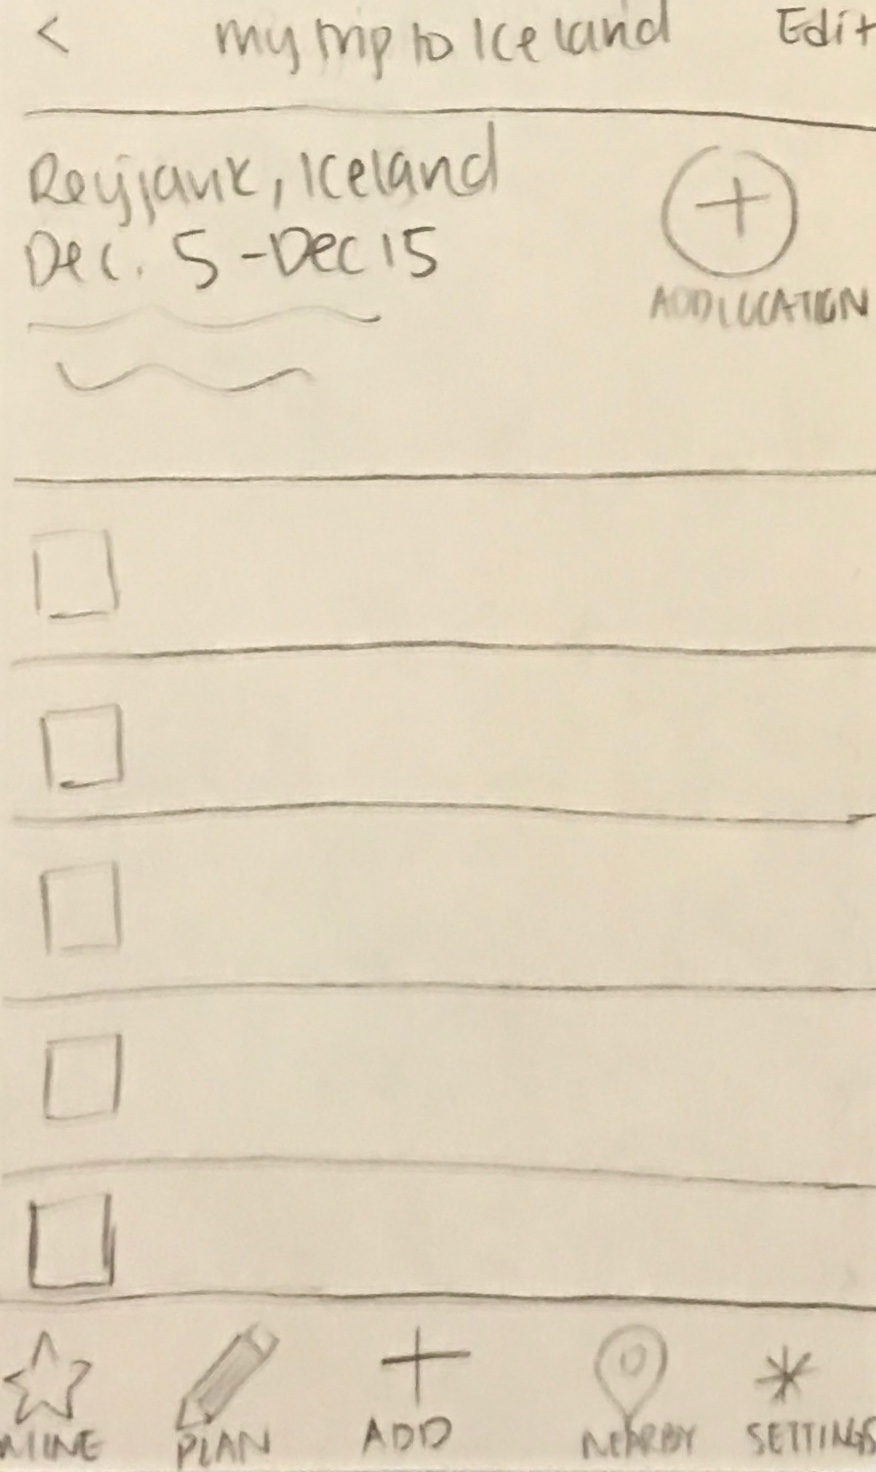 < my trip to Iceland Edit
Reyjavik, Iceland
Dec. 5 - Dec 15
ADD LOCATION
MINE PLAN ADD NEARBY SETTINGS